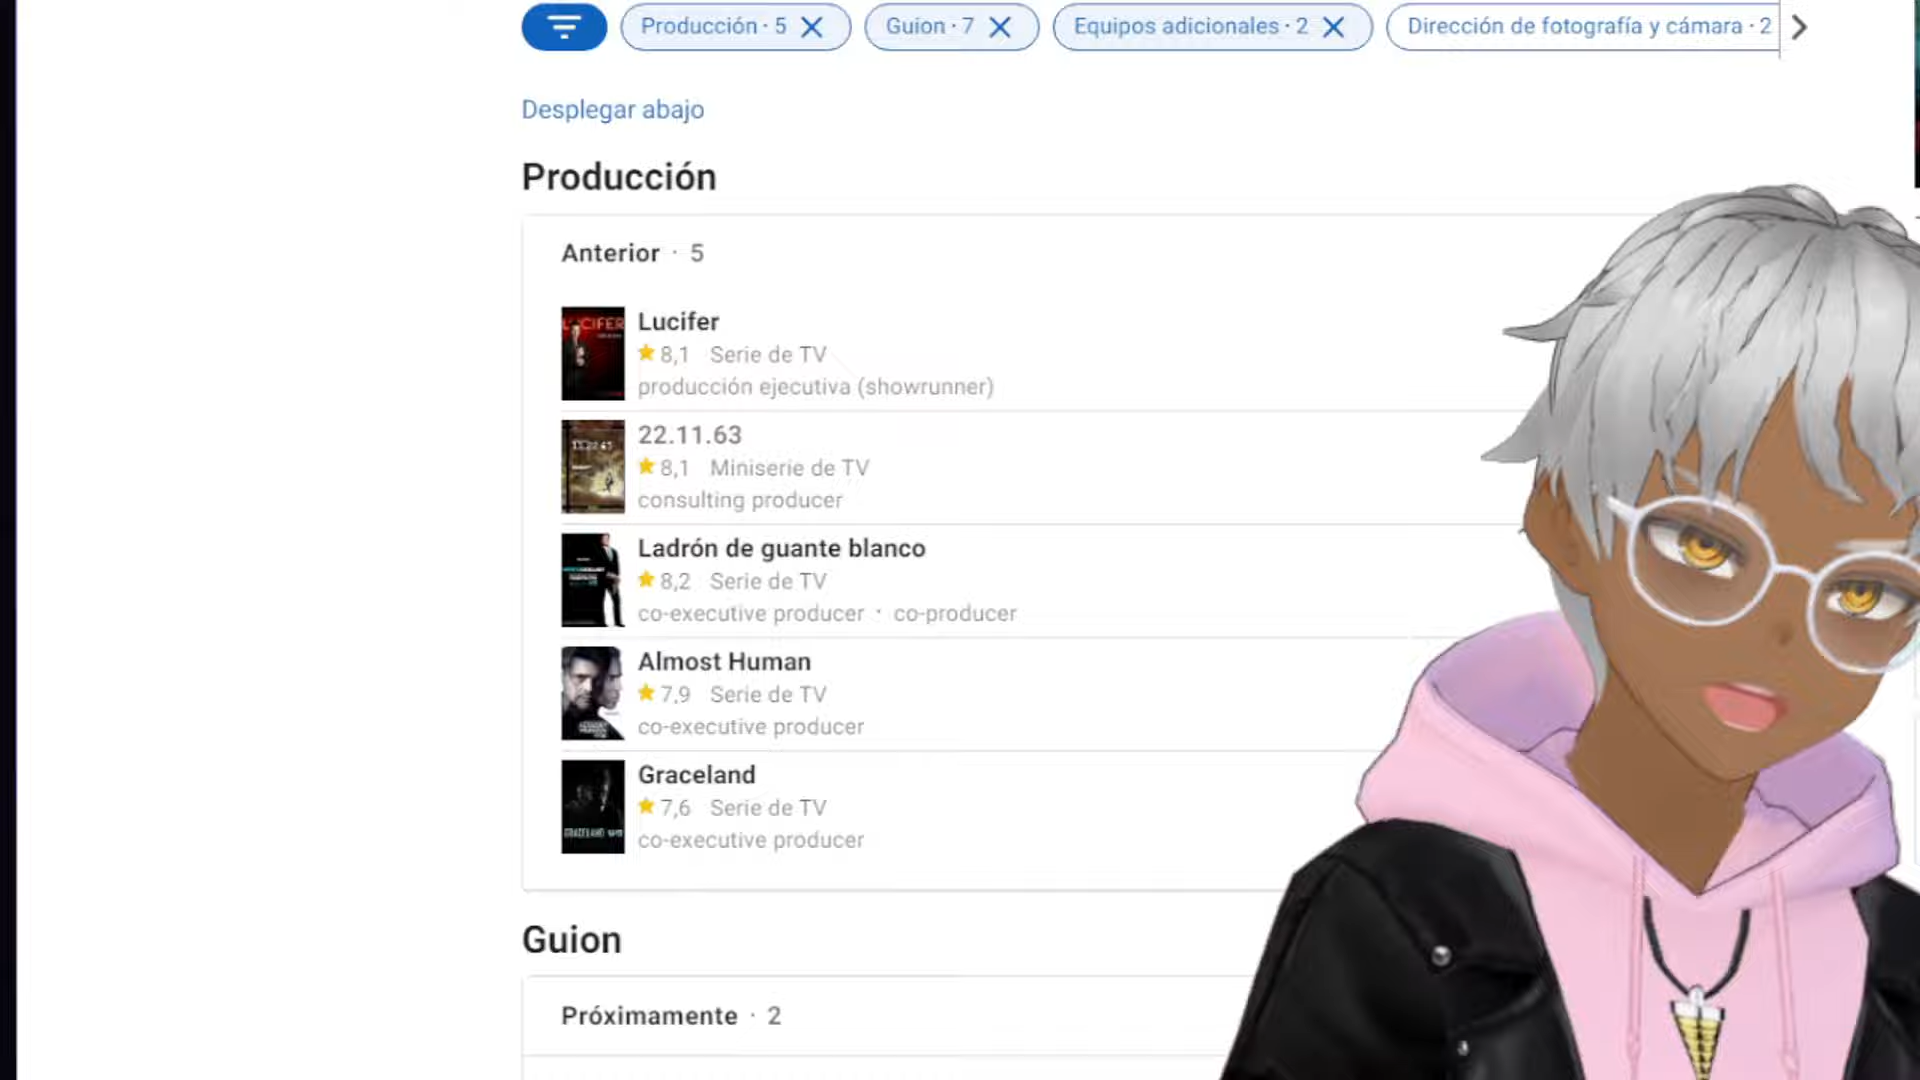 Producción · 5
Guion · 7
Equipos adicionales · 2
Dirección de fotografía y cámara · 2
Desplegar abajo
Producción
Anterior · 5
LUCIFER
Lucifer
8,1 Serie de TV
producción ejecutiva (showrunner)
22.11.63
8,1 Miniserie de TV
consulting producer
Ladrón de guante blanco
8,2 Serie de TV
co-executive producer · co-producer
Almost Human
7,9 Serie de TV
co-executive producer
GRACELAND
Graceland
7,6 Serie de TV
co-executive producer
Guion
Próximamente · 2